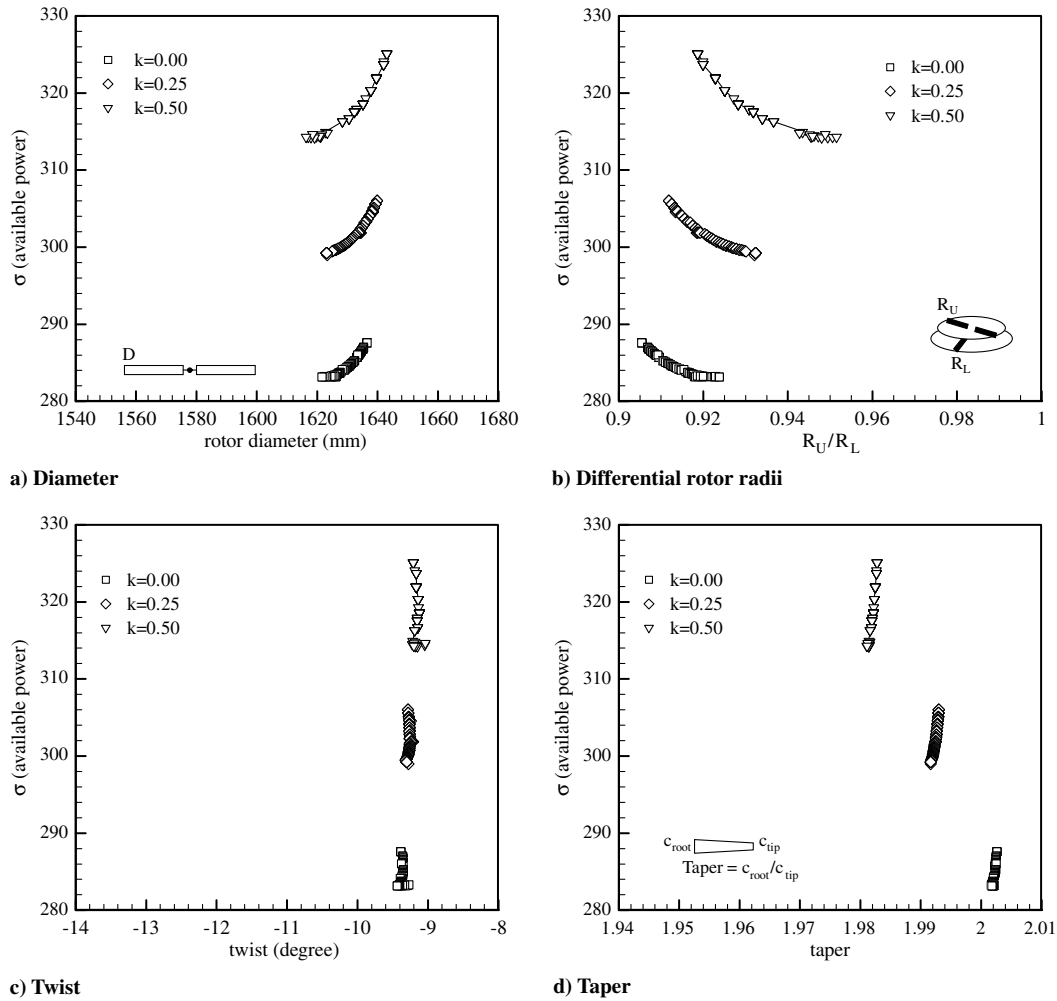 330
320
310
300
290
280
σ (available power)
k=0.00
k=0.25
k=0.50
D
1540 1560 1580 1600 1620 1640 1660 1680
rotor diameter (mm)
a) Diameter
330
320
310
300
290
280
σ (available power)
k=0.00
k=0.25
k=0.50
R_U
R_L
0.9 0.92 0.94 0.96 0.98 1
R_U/R_L
b) Differential rotor radii
330
320
310
300
290
280
σ (available power)
k=0.00
k=0.25
k=0.50
-14 -13 -12 -11 -10 -9 -8
twist (degree)
c) Twist
330
320
310
300
290
280
σ (available power)
k=0.00
k=0.25
k=0.50
c_root c_tip
Taper = c_root/c_tip
1.94 1.95 1.96 1.97 1.98 1.99 2 2.01
taper
d) Taper